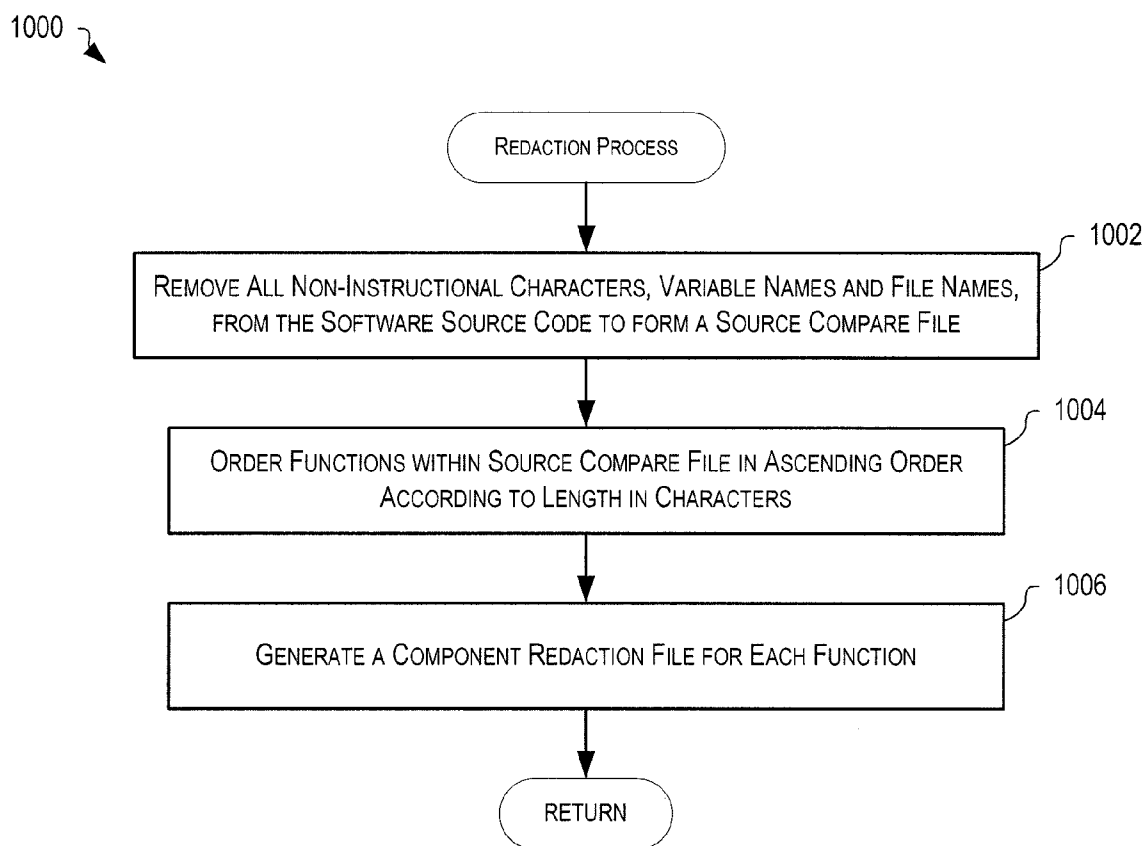 1000
REDACTION PROCESS
1002
REMOVE ALL NON-INSTRUCTIONAL CHARACTERS, VARIABLE NAMES AND FILE NAMES,
FROM THE SOFTWARE SOURCE CODE TO FORM A SOURCE COMPARE FILE
1004
ORDER FUNCTIONS WITHIN SOURCE COMPARE FILE IN ASCENDING ORDER
ACCORDING TO LENGTH IN CHARACTERS
1006
GENERATE A COMPONENT REDACTION FILE FOR EACH FUNCTION
RETURN